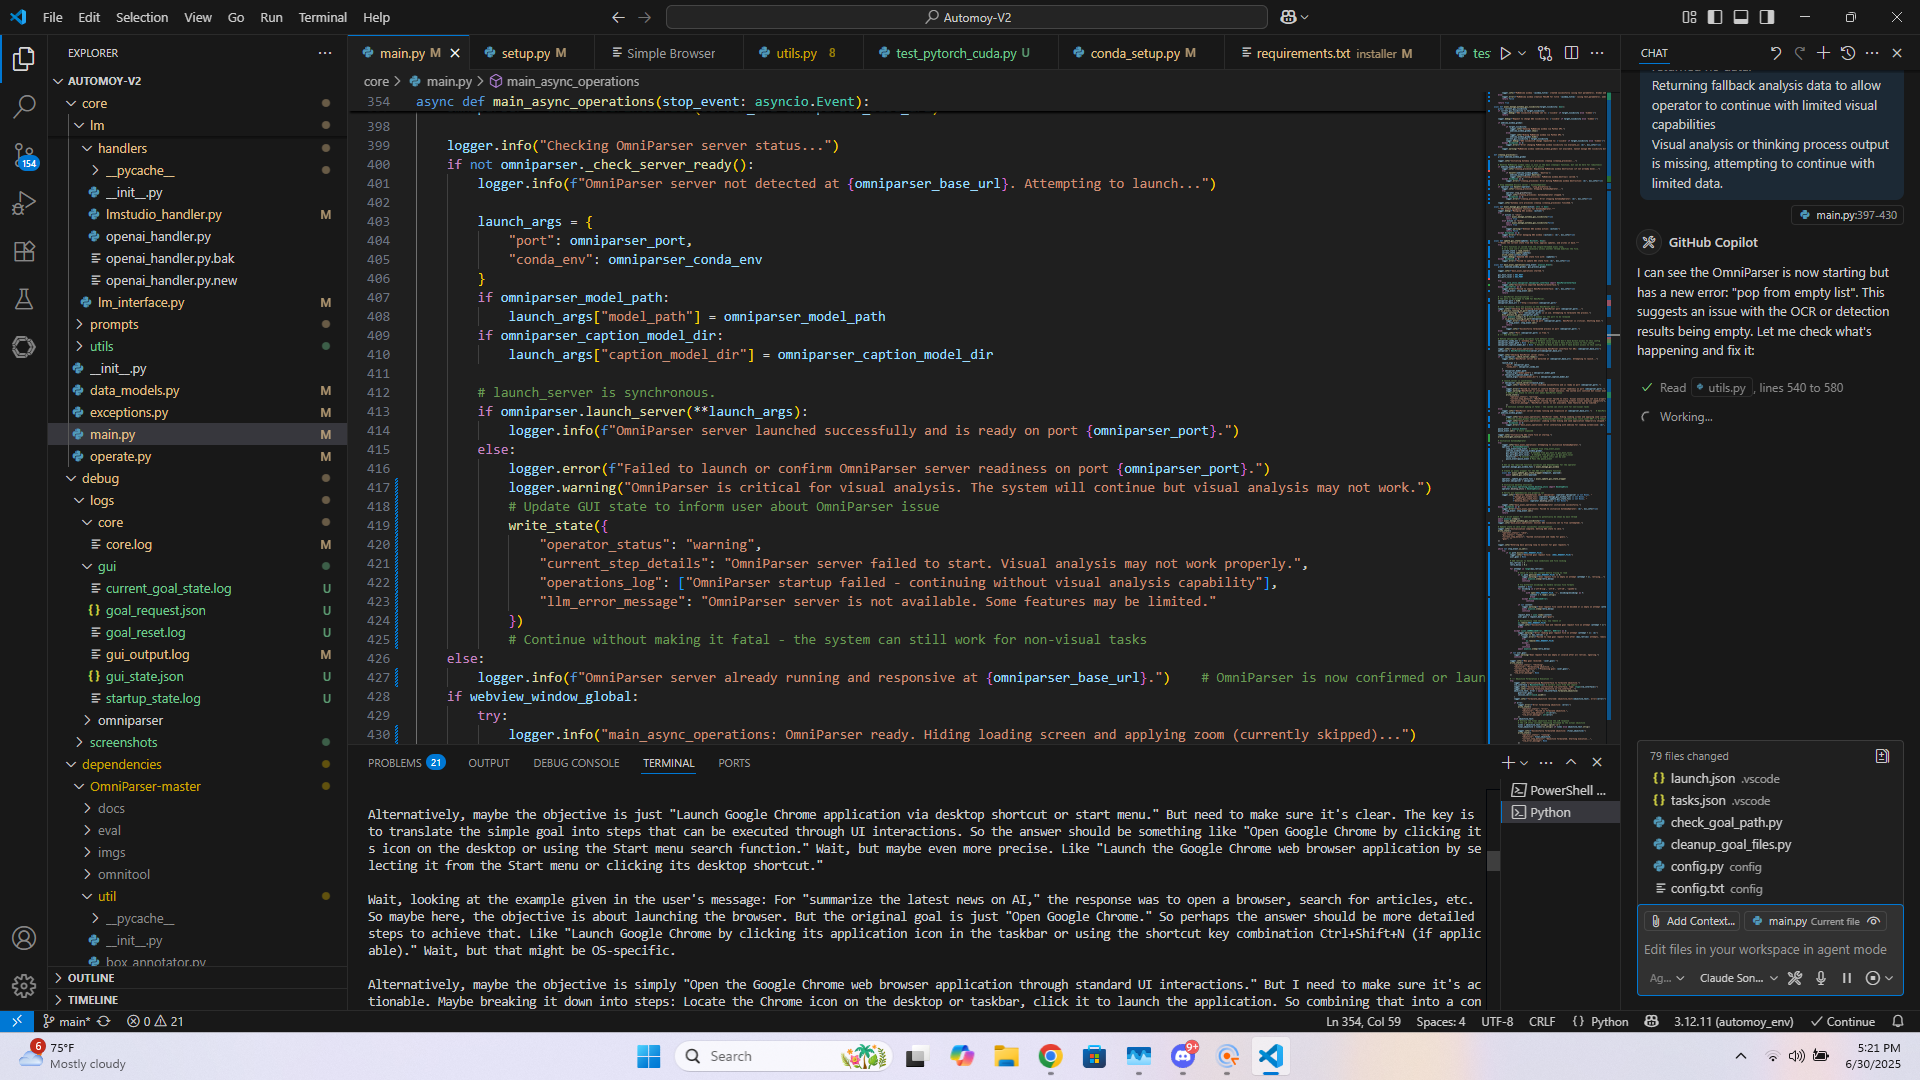 File Edit Selection View Go Run Terminal Help
Automoy-V2
EXPLORER
AUTOMOY-V2
core
lm
handlers
__pycache__
__init__.py
lmstudio_handler.py M
openai_handler.py
openai_handler.py.bak
openai_handler.py.new
lm_interface.py M
prompts
utils
__init__.py
data_models.py M
exceptions.py M
main.py M
operate.py M
debug
logs
core
core.log M
gui
current_goal_state.log U
goal_request.json U
goal_reset.log U
gui_output.log M
gui_state.json U
startup_state.log U
omniparser
screenshots
dependencies
OmniParser-master
docs
eval
imgs
omnitool
util
__pycache__
__init__.py
box_annotator.py
OUTLINE
TIMELINE
154
main.py M
setup.py M
Simple Browser
utils.py 8
test_pytorch_cuda.py U
conda_setup.py M
requirements.txt installer M
core > main.py > main_async_operations
354 async def main_async_operations(stop_event: asyncio.Event):
398
399 logger.info("Checking OmniParser server status...")
400 if not omniparser._check_server_ready():
401 logger.info(f"OmniParser server not detected at {omniparser_base_url}. Attempting to launch...")
402
403 launch_args = {
404 "port": omniparser_port,
405 "conda_env": omniparser_conda_env
406 }
407 if omniparser_model_path:
408 launch_args["model_path"] = omniparser_model_path
409 if omniparser_caption_model_dir:
410 launch_args["caption_model_dir"] = omniparser_caption_model_dir
411
412 # launch_server is synchronous.
413 if omniparser.launch_server(**launch_args):
414 logger.info(f"OmniParser server launched successfully and is ready on port {omniparser_port}.")
415 else:
416 logger.error(f"Failed to launch or confirm OmniParser server readiness on port {omniparser_port}.")
417 logger.warning("OmniParser is critical for visual analysis. The system will continue but visual analysis may not work.")
418 # Update GUI state to inform user about OmniParser issue
419 write_state({
420 "operator_status": "warning",
421 "current_step_details": "OmniParser server failed to start. Visual analysis may not work properly.",
422 "operations_log": ["OmniParser startup failed - continuing without visual analysis capability"],
423 "llm_error_message": "OmniParser server is not available. Some features may be limited."
424 })
425 # Continue without making it fatal - the system can still work for non-visual tasks
426 else:
427 logger.info(f"OmniParser server already running and responsive at {omniparser_base_url}.") # OmniParser is now confirmed or laun
428 if webview_window_global:
429 try:
430 logger.info("main_async_operations: OmniParser ready. Hiding loading screen and applying zoom (currently skipped)...")
PROBLEMS 21 OUTPUT DEBUG CONSOLE TERMINAL PORTS
Alternatively, maybe the objective is just "Launch Google Chrome application via desktop shortcut or start menu." But need to make sure it's clear. The key is
to translate the simple goal into steps that can be executed through UI interactions. So the answer should be something like "Open Google Chrome by clicking it
s icon on the desktop or using the Start menu search function." Wait, but maybe even more precise. Like "Launch the Google Chrome web browser application by se
lecting it from the Start menu or clicking its desktop shortcut."
Wait, looking at the example given in the user's message: For "summarize the latest news on AI," the response was to open a browser, search for articles, etc.
So maybe here, the objective is about launching the browser. But the original goal is just "Open Google Chrome." So perhaps the answer should be more detailed
steps to achieve that. Like "Launch Google Chrome by clicking its application icon in the taskbar or using the shortcut key combination Ctrl+Shift+N (if applic
able)." Wait, but that might be OS-specific.
Alternatively, maybe the objective is simply "Open the Google Chrome web browser application through standard UI interactions." But I need to make sure it's ac
tionable. Maybe breaking it down into steps: Locate the Chrome icon on the desktop or taskbar, click it to launch the application. So combining that into a con
PowerShell ...
Python
CHAT
Returning fallback analysis data to allow
operator to continue with limited visual
capabilities
Visual analysis or thinking process output
is missing, attempting to continue with
limited data.
main.py:397-430
GitHub Copilot
I can see the OmniParser is now starting but
has a new error: "pop from empty list". This
suggests an issue with the OCR or detection
results being empty. Let me check what's
happening and fix it:
Read utils.py, lines 540 to 580
Working...
79 files changed
launch.json .vscode
tasks.json .vscode
check_goal_path.py
cleanup_goal_files.py
config.py config
config.txt config
Add Context... main.py Current file
Edit files in your workspace in agent mode
Ag... Claude Son...
main* 0 21
Ln 354, Col 59 Spaces: 4 UTF-8 CRLF Python 3.12.11 (automoy_env) Continue
6
75°F
Mostly cloudy
Search
9+
5:21 PM
6/30/2025